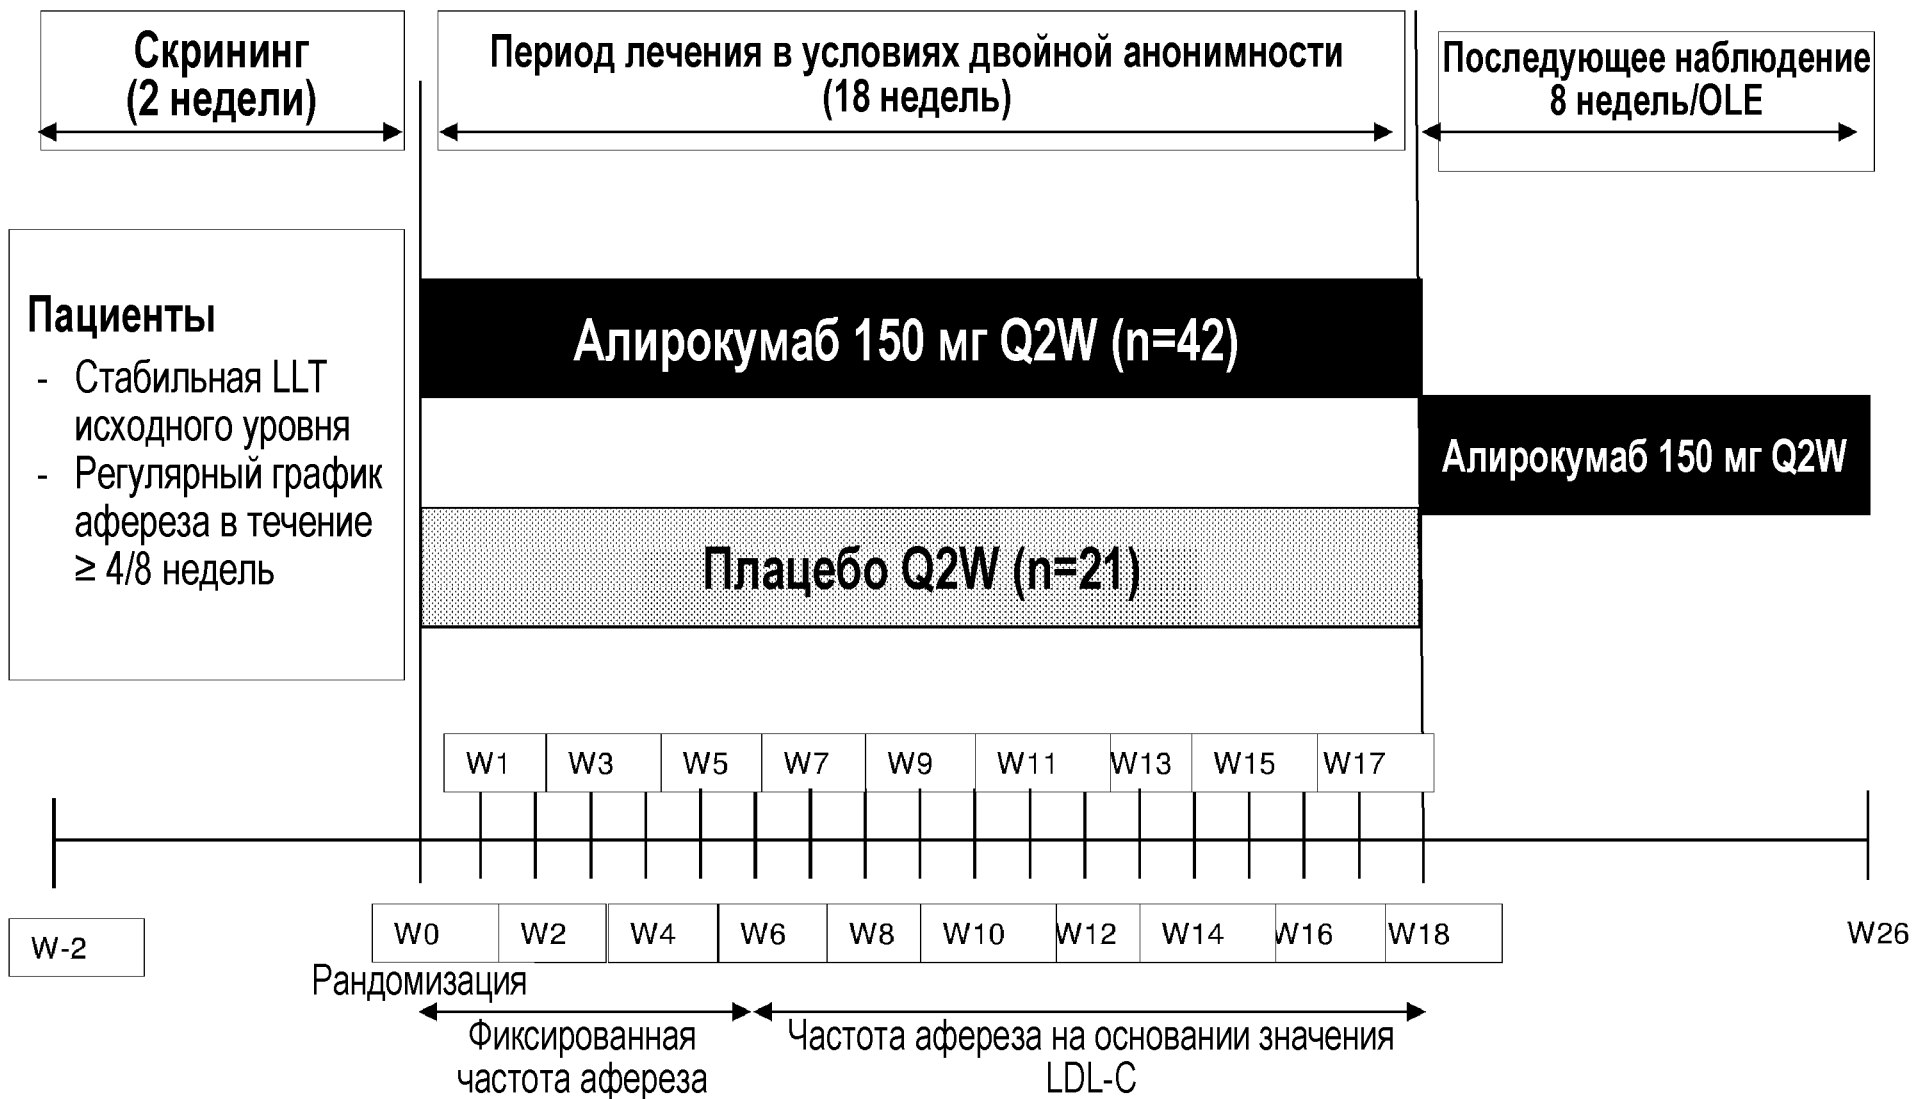 Скрининг
(2 недели)
Период лечения в условиях двойной анонимности
(18 недель)
Последующее наблюдение
8 недель/OLE
Пациенты
- Стабильная LLT
исходного уровня
- Регулярный график
афереза в течение
≥ 4/8 недель
Алирокумаб 150 мг Q2W (n=42)
Алирокумаб 150 мг Q2W
Плацебо Q2W (n=21)
W1 W3 W5 W7 W9 W11 W13 W15 W17
W-2 W0 W2 W4 W6 W8 W10 W12 W14 W16 W18 W26
Рандомизация
Фиксированная
частота афереза
Частота афереза на основании значения
LDL-C